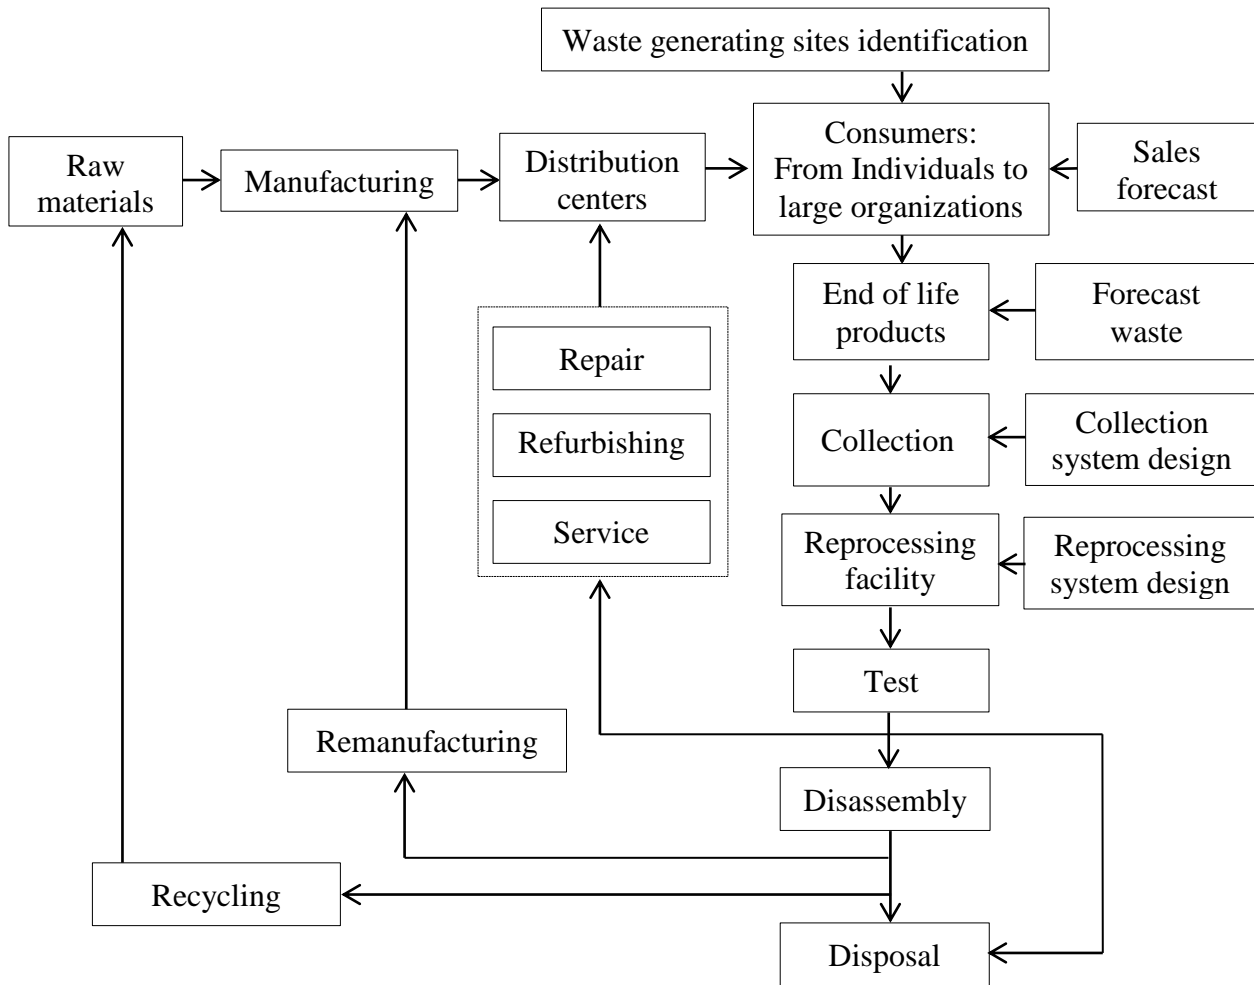 Waste generating sites identification
Raw
materials
Manufacturing
Distribution
centers
Consumers:
From Individuals to
large organizations
Sales
forecast
End of life
products
Forecast
waste
Repair
Refurbishing
Service
Collection
Collection
system design
Reprocessing
facility
Reprocessing
system design
Test
Remanufacturing
Disassembly
Recycling
Disposal